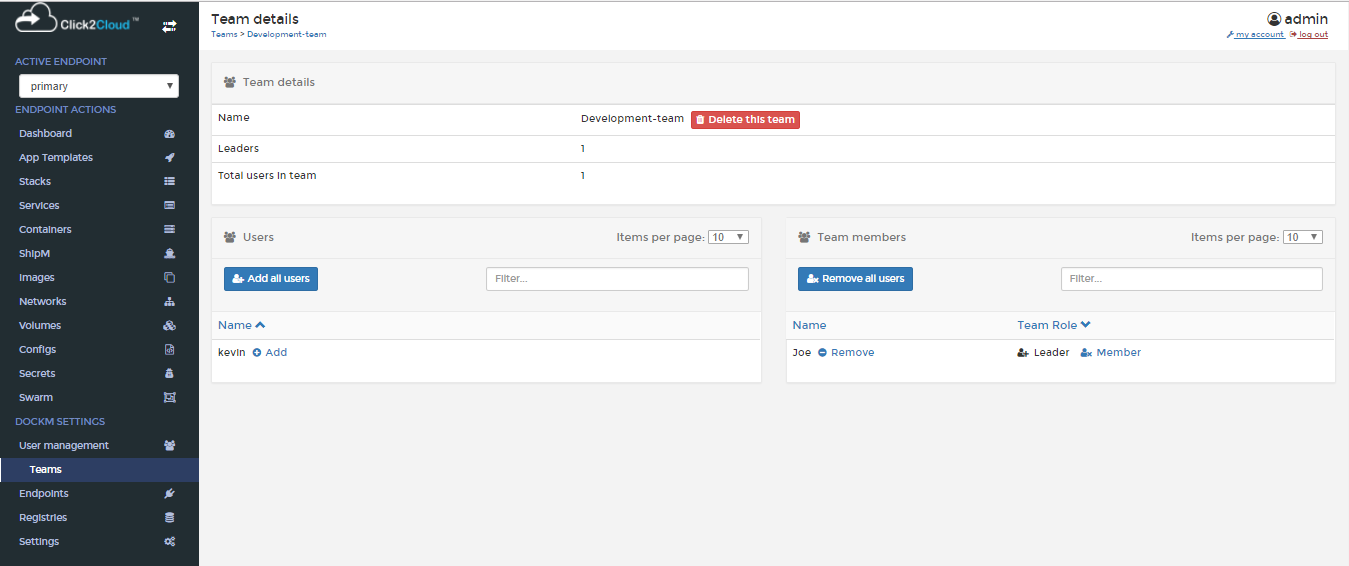 Click2Cloud ™
ACTIVE ENDPOINT
primary
ENDPOINT ACTIONS
Dashboard
App Templates
Stacks
Services
Containers
ShipM
Images
Networks
Volumes
Configs
Secrets
Swarm
DOCKM SETTINGS
User management
Teams
Endpoints
Registries
Settings
Team details
Teams > Development-team
admin
my account log out
Team details
Name Development-team Delete this team
Leaders 1
Total users in team 1
Users Items per page: 10
Add all users Filter...
Name
kevin Add
Team members Items per page: 10
Remove all users Filter...
Name Team Role
Joe Remove Leader Member